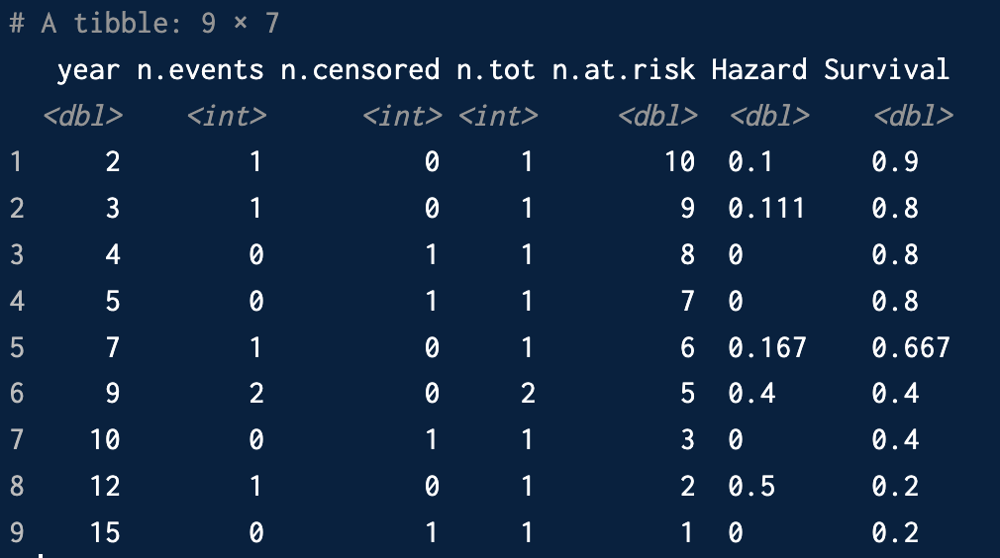 # A tibble: 9 × 7
year n.events n.censored n.tot n.at.risk Hazard Survival
<dbl> <int> <int> <int> <dbl> <dbl> <dbl>
1 2 1 0 1 10 0.1 0.9
2 3 1 0 1 9 0.111 0.8
3 4 0 1 1 8 0 0.8
4 5 0 1 1 7 0 0.8
5 7 1 0 1 6 0.167 0.667
6 9 2 0 2 5 0.4 0.4
7 10 0 1 1 3 0 0.4
8 12 1 0 1 2 0.5 0.2
9 15 0 1 1 1 0 0.2